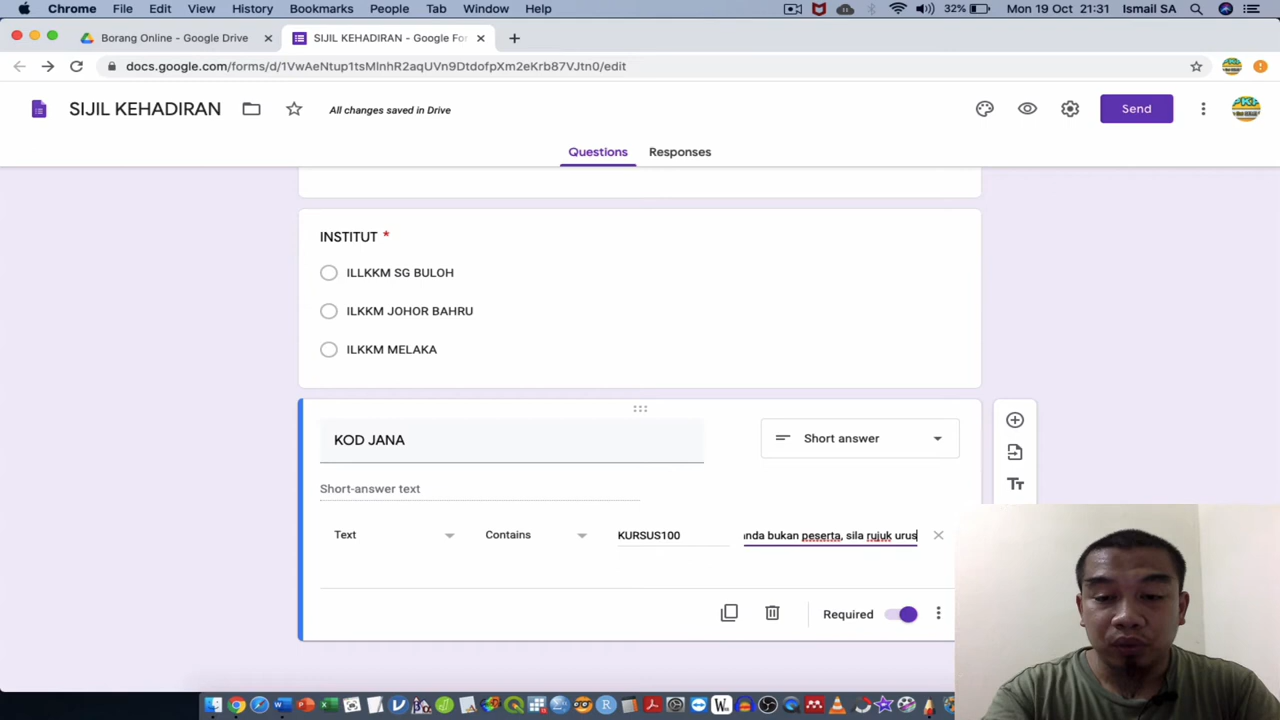 Chrome File Edit View History Bookmarks People Tab Window Help 32% Mon 19 Oct 21:31 Ismail SA
Borang Online - Google Drive
SIJIL KEHADIRAN - Google For
docs.google.com/forms/d/1VwAeNtup1tsMlnhR2aqUVn9DtdofpXm2eKrb87VJtn0/edit
SIJIL KEHADIRAN
All changes saved in Drive
Send
Questions Responses
INSTITUT *
ILLKKM SG BULOH
ILKKM JOHOR BAHRU
ILKKM MELAKA
KOD JANA
Short answer
Short-answer text
Text Contains KURSUS100 anda bukan peserta, sila rujuk urus
Required